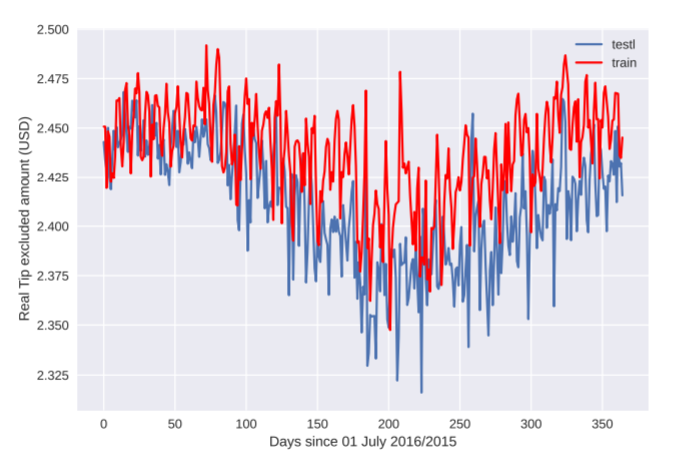 2.500
2.475
2.450
2.425
2.400
2.375
2.350
2.325
Real Tip excluded amount (USD)
testl
train
0 50 100 150 200 250 300 350
Days since 01 July 2016/2015